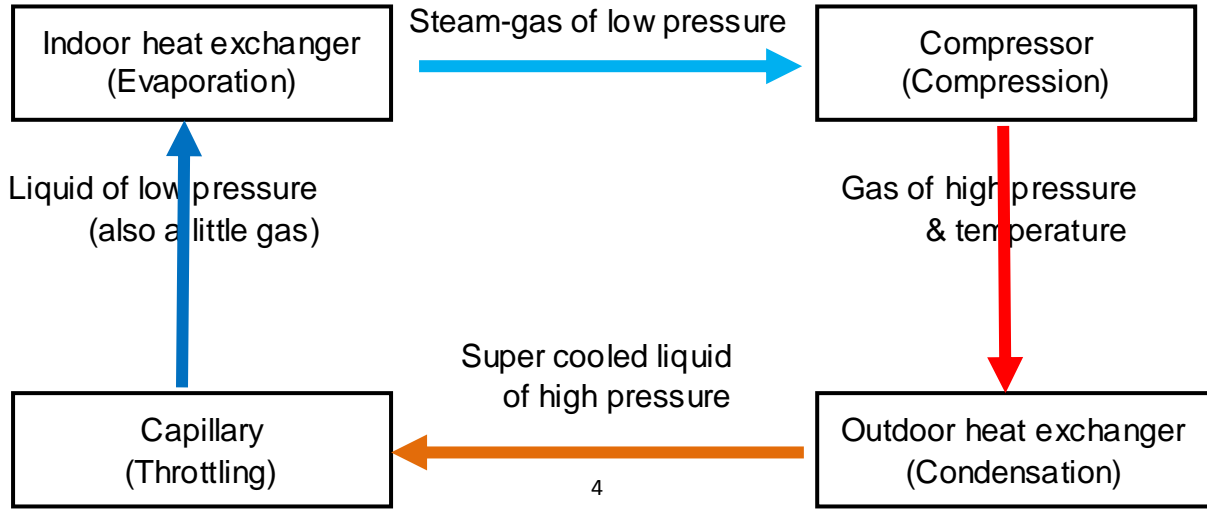 Indoor heat exchanger
(Evaporation)
Steam-gas of low pressure
Compressor
(Compression)
Liquid of low pressure
(also a little gas)
Gas of high pressure
& temperature
Super cooled liquid
of high pressure
Capillary
(Throttling)
Outdoor heat exchanger
(Condensation)
4